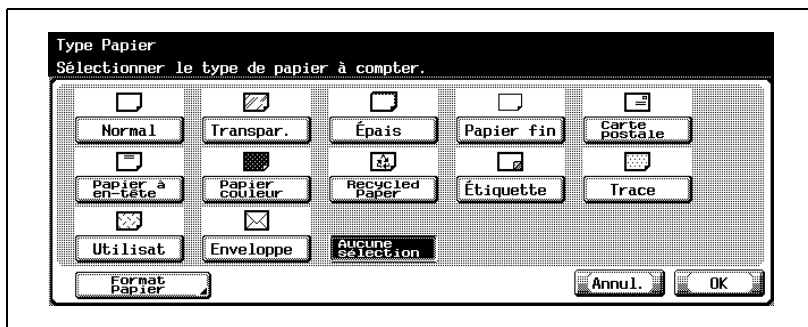 Type Papier
Sélectionner le type de papier à compter.
Normal
Transpar.
Épais
Papier fin
Carte
postale
Papier à
en-tête
Papier
couleur
Recycled
Paper
Étiquette
Trace
Utilisat
Enveloppe
Aucune
sélection
Format
Papier
Annul.
OK